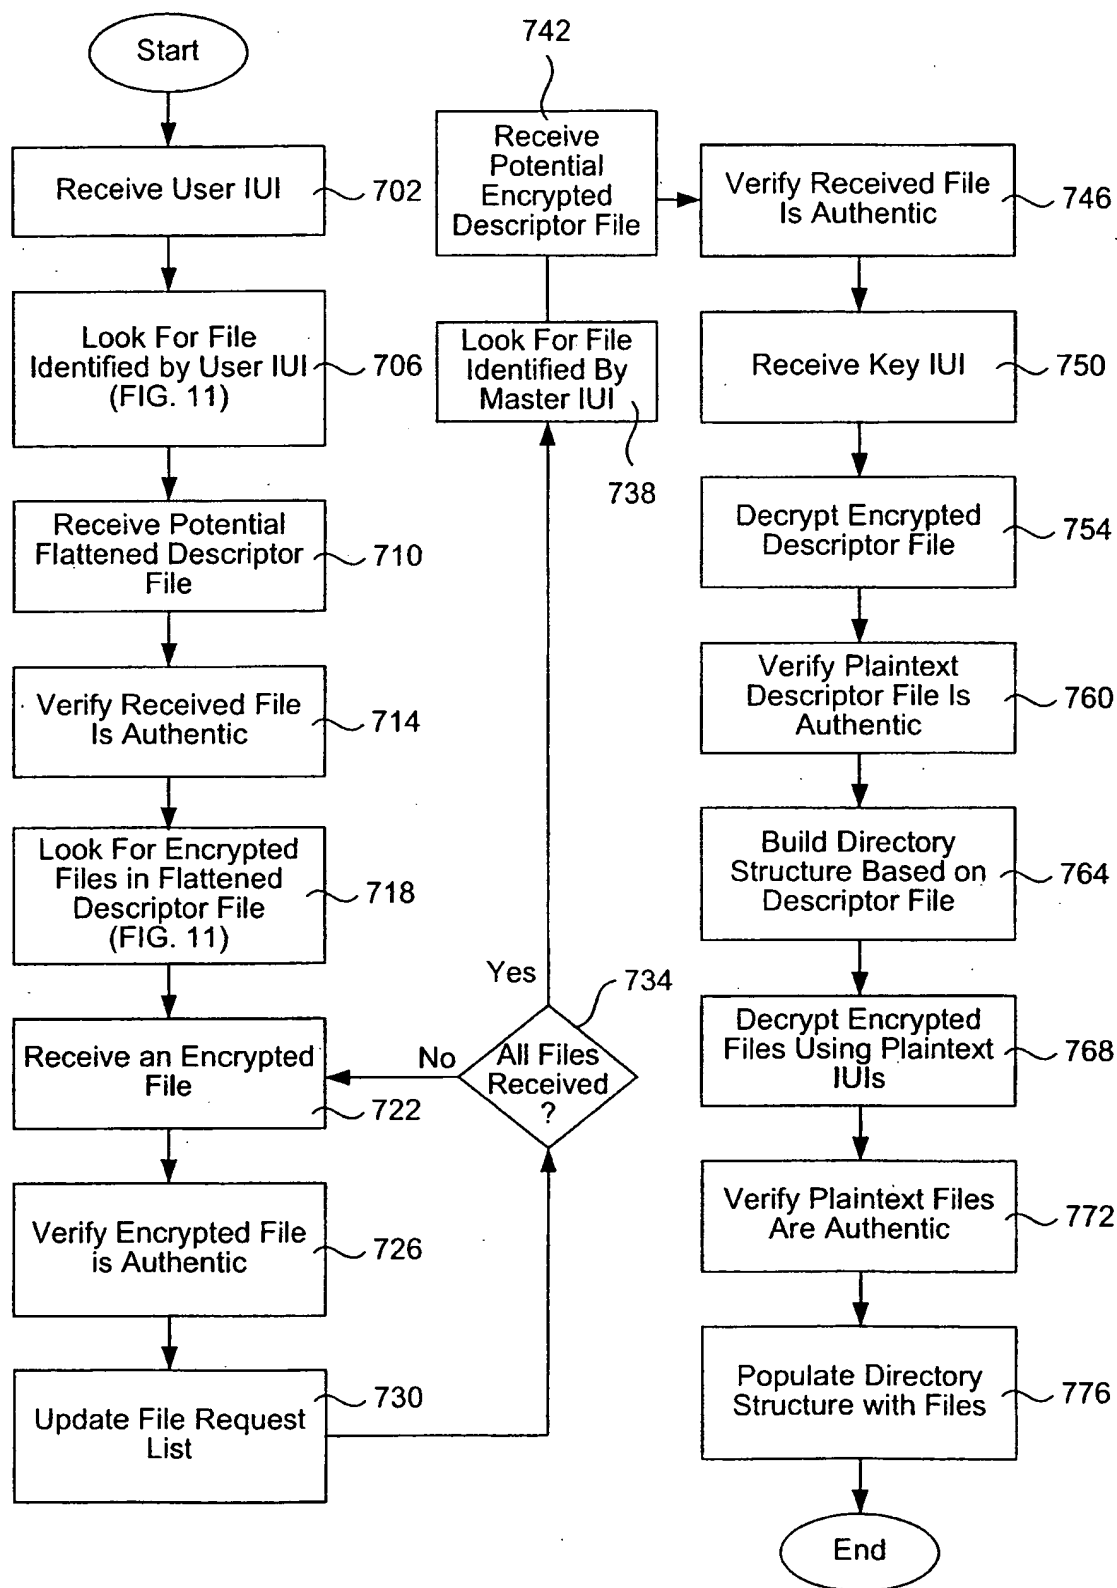 Start
Receive User IUI
702
Look For File
Identified by User IUI
(FIG. 11)
706
Receive Potential
Flattened Descriptor
File
710
Verify Received File
Is Authentic
714
Look For Encrypted
Files in Flattened
Descriptor File
(FIG. 11)
718
Receive an Encrypted
File
722
Verify Encrypted File
is Authentic
726
Update File Request
List
730
All Files
Received
?
734
No
Yes
Look For File
Identified By
Master IUI
738
Receive
Potential
Encrypted
Descriptor File
742
Verify Received File
Is Authentic
746
Receive Key IUI
750
Decrypt Encrypted
Descriptor File
754
Verify Plaintext
Descriptor File Is
Authentic
760
Build Directory
Structure Based on
Descriptor File
764
Decrypt Encrypted
Files Using Plaintext
IUIs
768
Verify Plaintext Files
Are Authentic
772
Populate Directory
Structure with Files
776
End